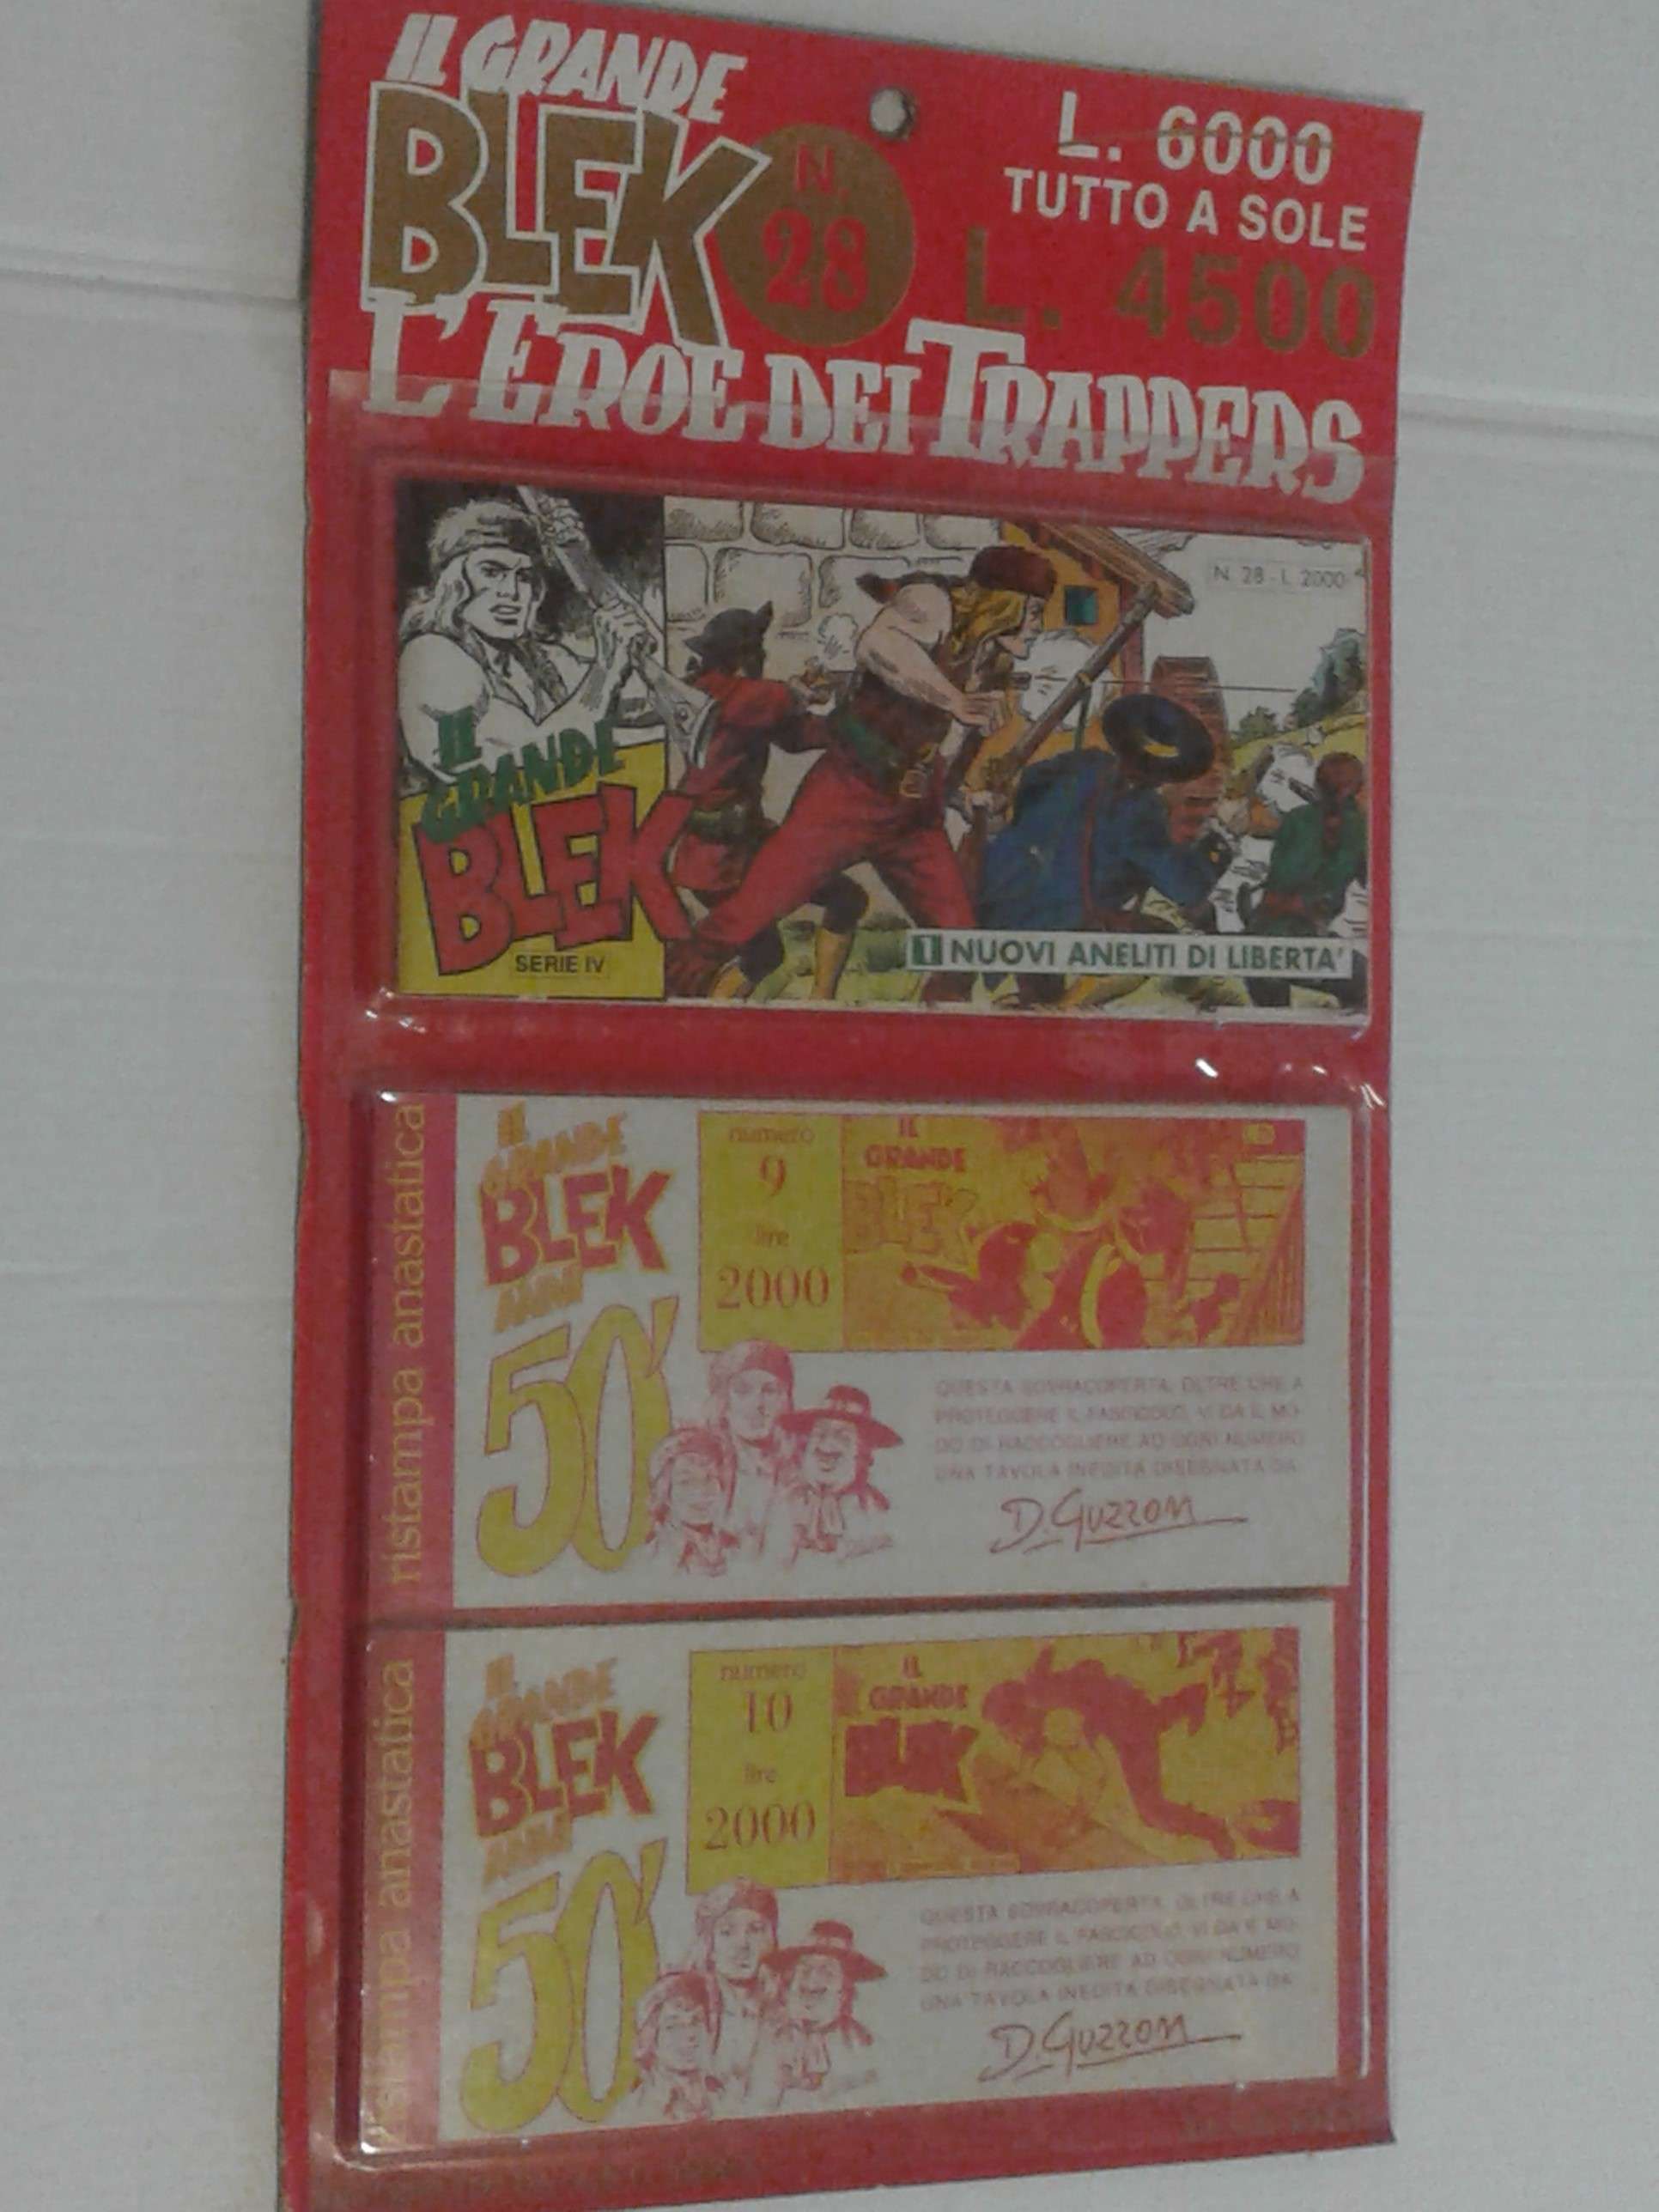 IL GRANDE
BLEK
N.
28
L. 6000
TUTTO A SOLE
L. 4500
L'EROE DEI TRAPPERS
N. 28 - L. 2000
IL
GRANDE
BLEK
SERIE IV
1 NUOVI ANELITI DI LIBERTA'
ristampa anastatica
IL
GRANDE
BLEK
ANNI
50'
numero
9
lire
2000
IL
GRANDE
BLEK
QUESTA SOVRACOPERTA, OLTRE CHE A
PROTEGGERE IL FASCICOLO, VI DA IL MO-
DO DI RACCOGLIERE AD OGNI NUMERO
UNA TAVOLA INEDITA DISEGNATA DA
D. Guzzon
ristampa anastatica
IL
GRANDE
BLEK
ANNI
50'
numero
10
lire
2000
IL
GRANDE
BLEK
QUESTA SOVRACOPERTA, OLTRE CHE A
PROTEGGERE IL FASCICOLO, VI DA IL MO-
DO DI RACCOGLIERE AD OGNI NUMERO
UNA TAVOLA INEDITA DISEGNATA DA
D. Guzzon